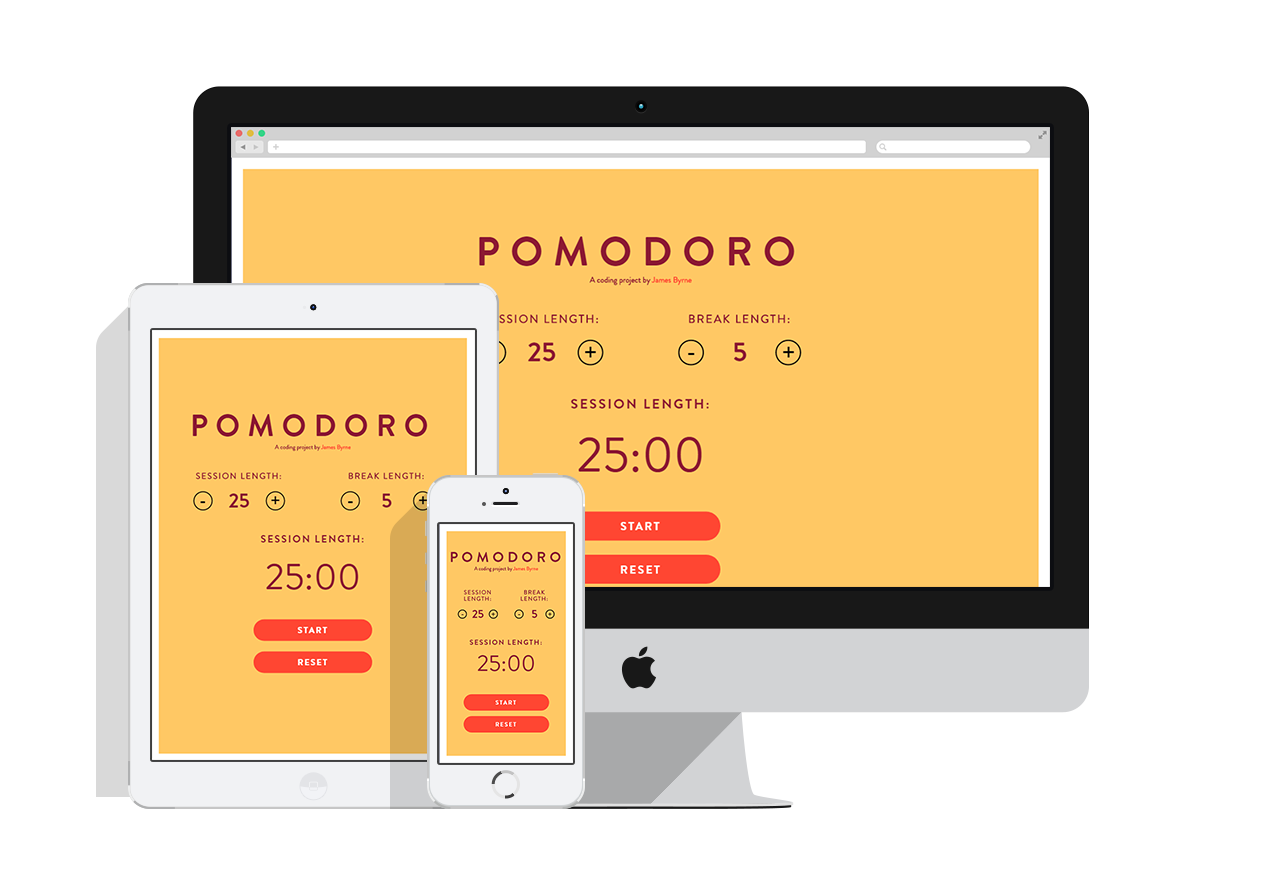 POMODORO
A coding project by James Byrne
SSION LENGTH: BREAK LENGTH:
25 + - 5 +
SESSION LENGTH:
25:00
START
RESET
POMODORO
A coding project by James Byrne
SESSION LENGTH: BREAK LENGTH:
- 25 + - 5 +
SESSION LENGTH:
25:00
START
RESET
POMODORO
A coding project by James Byrne
SESSION BREAK
LENGTH: LENGTH:
- 25 + - 5 +
SESSION LENGTH:
25:00
START
RESET